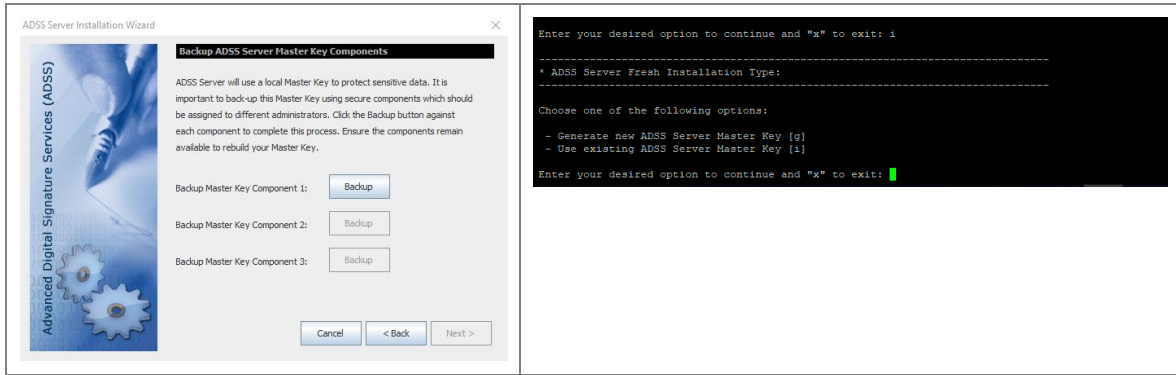 ADSS Server Installation Wizard
Advanced Digital Signature Services (ADSS)
Backup ADSS Server Master Key Components
ADSS Server will use a local Master Key to protect sensitive data. It is
important to back-up this Master Key using secure components which should
be assigned to different administrators. Click the Backup button against
each component to complete this process. Ensure the components remain
available to rebuild your Master Key.
Backup Master Key Component 1: Backup
Backup Master Key Component 2: Backup
Backup Master Key Component 3: Backup
Cancel < Back Next >
Enter your desired option to continue and "x" to exit: i
* ADSS Server Fresh Installation Type:
Choose one of the following options:
- Generate new ADSS Server Master Key [g]
- Use existing ADSS Server Master Key [i]
Enter your desired option to continue and "x" to exit: